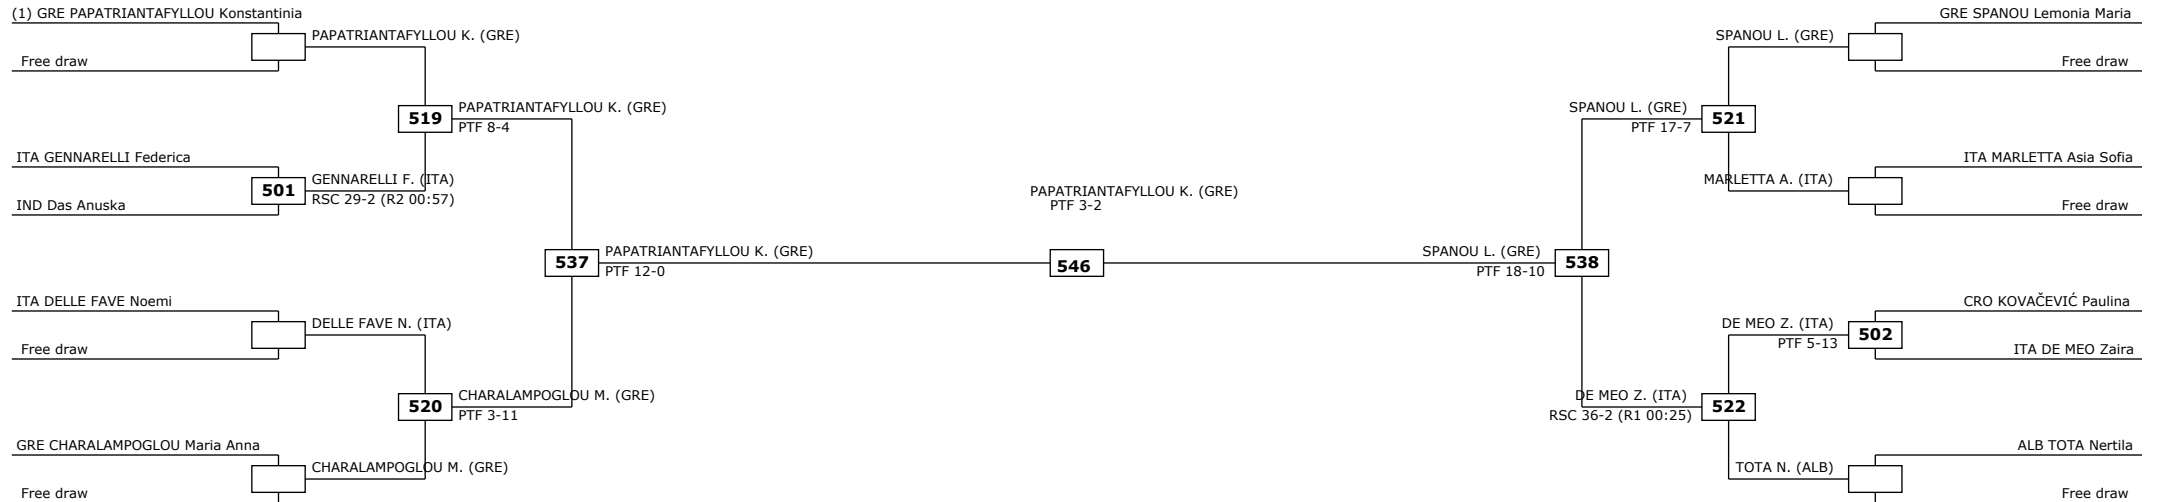 (1) GRE PAPATRIANTAFYLLOU Konstantinia
PAPATRIANTAFYLLOU K. (GRE)
Free draw
PAPATRIANTAFYLLOU K. (GRE)
519
PTF 8-4
ITA GENNARELLI Federica
501
GENNARELLI F. (ITA)
RSC 29-2 (R2 00:57)
IND Das Anuska
537
PAPATRIANTAFYLLOU K. (GRE)
PTF 12-0
ITA DELLE FAVE Noemi
DELLE FAVE N. (ITA)
Free draw
520
CHARALAMPOGLOU M. (GRE)
PTF 3-11
GRE CHARALAMPOGLOU Maria Anna
CHARALAMPOGLOU M. (GRE)
Free draw
PAPATRIANTAFYLLOU K. (GRE)
PTF 3-2
546
GRE SPANOU Lemonia Maria
SPANOU L. (GRE)
Free draw
SPANOU L. (GRE)
PTF 17-7
521
ITA MARLETTA Asia Sofia
MARLETTA A. (ITA)
Free draw
SPANOU L. (GRE)
PTF 18-10
538
CRO KOVAČEVIĆ Paulina
DE MEO Z. (ITA)
PTF 5-13
502
ITA DE MEO Zaira
DE MEO Z. (ITA)
RSC 36-2 (R1 00:25)
522
ALB TOTA Nertila
TOTA N. (ALB)
Free draw